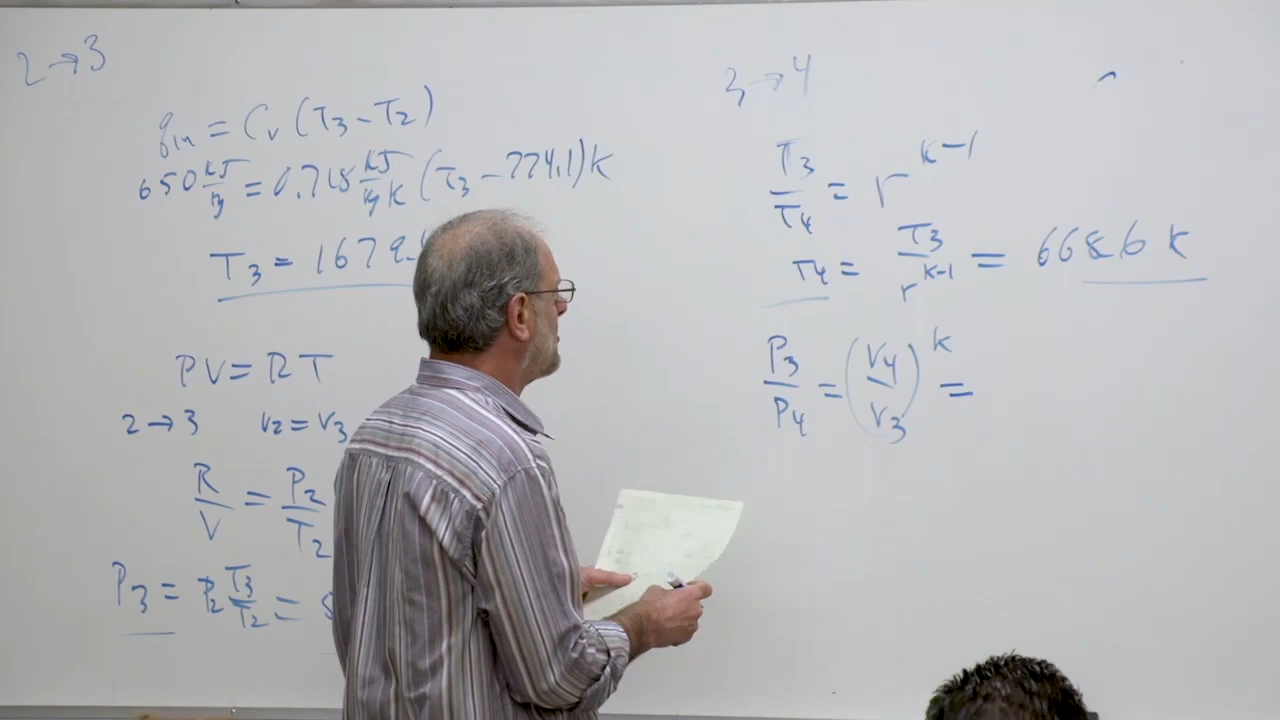 2→3
q_in = C_v (T_3 - T_2)
650 kJ/kg = 0.718 kJ/kg K (T_3 - 774.1) K
T_3 = 1679.
PV = RT
2→3 v_2 = v_3
R/V = P_2/T_2
P_3 = P_2 T_3/T_2 =
3→4
T_3/T_4 = r^{k-1}
T_4 = T_3/r^{k-1} = 668.6 K
P_3/P_4 = (V_4/V_3)^k =